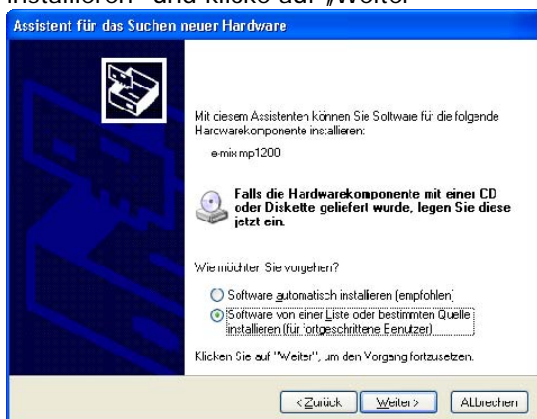 installieren“ und klicke auf „Weiter“
Assistent für das Suchen neuer Hardware
Mit diesem Assistenten können Sie Software für die folgende
Hardwarekomponente installieren:
e-mix mp1200
Falls die Hardwarekomponente mit einer CD
oder Diskette geliefert wurde, legen Sie diese
jetzt ein.
Wie möchten Sie vorgehen?
Software automatisch installieren (empfohlen)
Software von einer Liste oder bestimmten Quelle
installieren (für fortgeschrittene Benutzer)
Klicken Sie auf "Weiter", um den Vorgang fortzusetzen.
< Zurück Weiter > Abbrechen